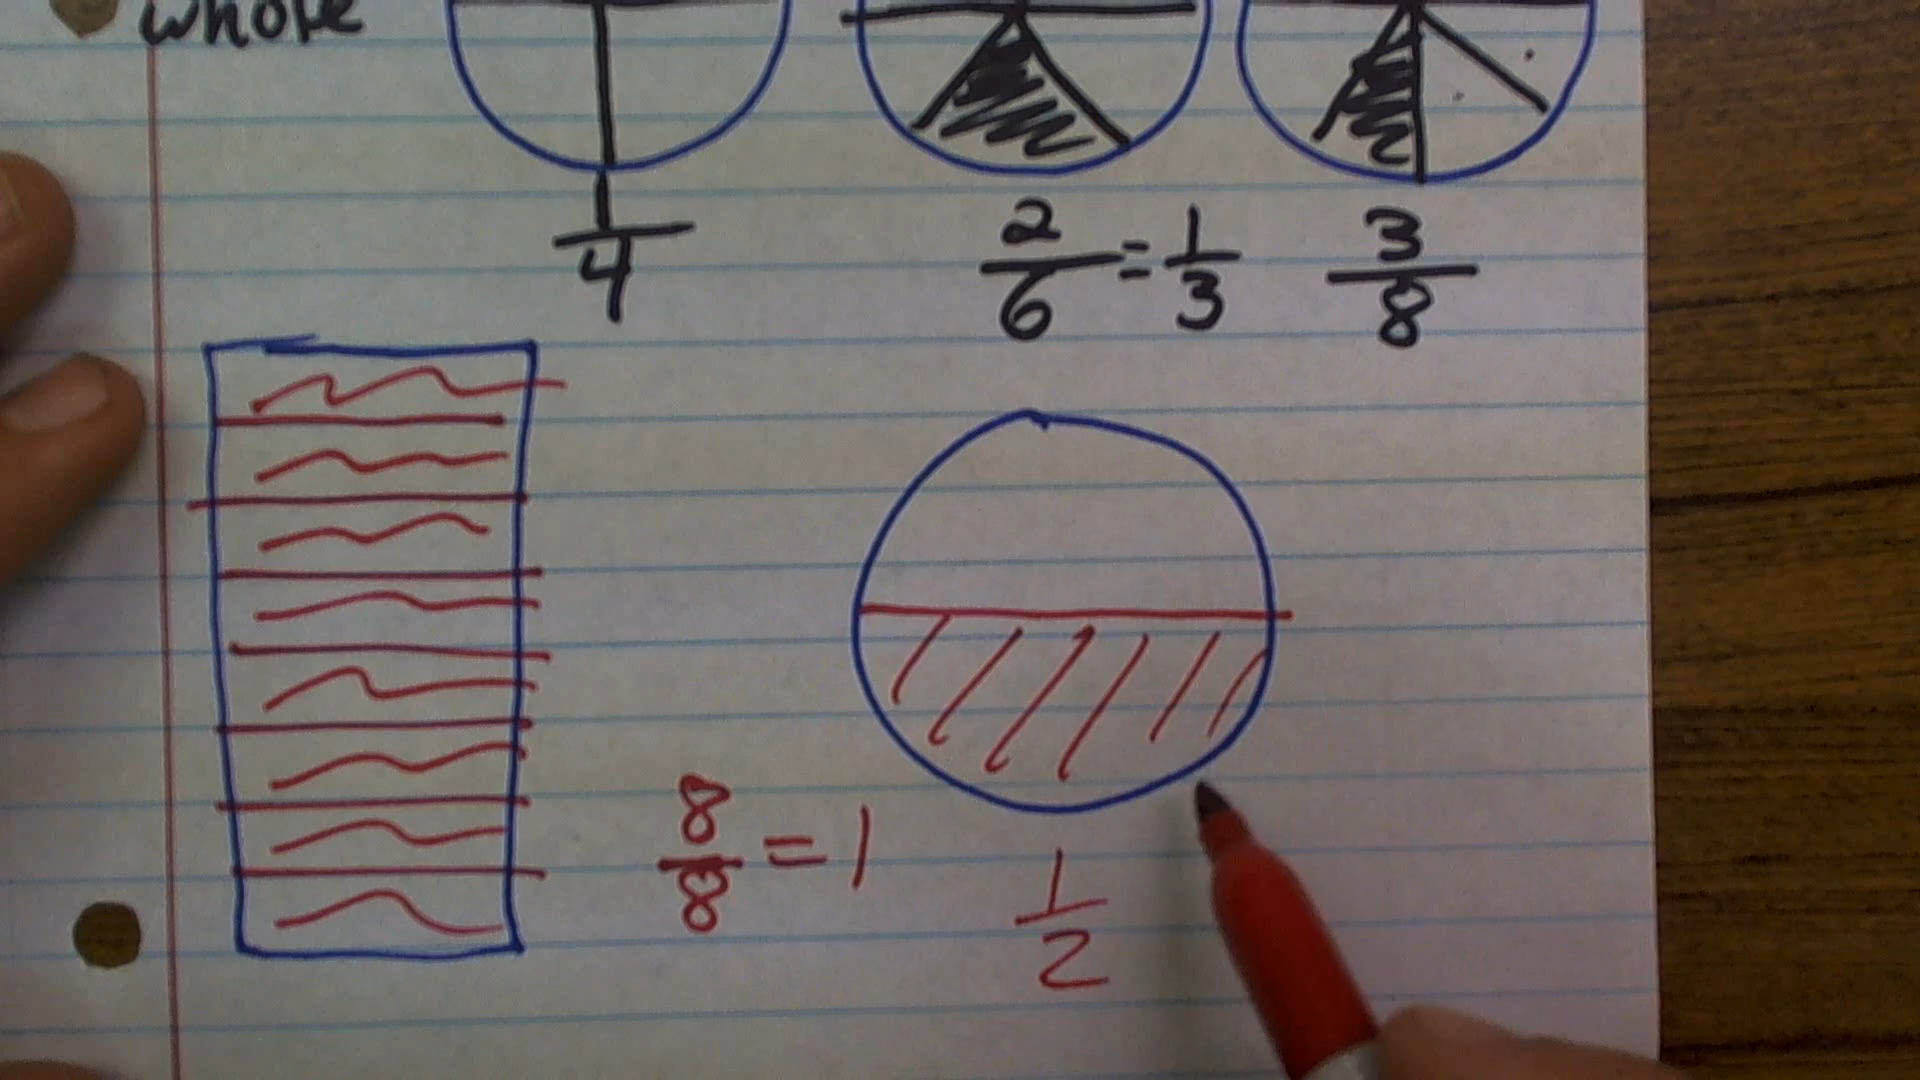 whole
1/4
2/6 = 1/3
3/8
8/8 = 1
1/2